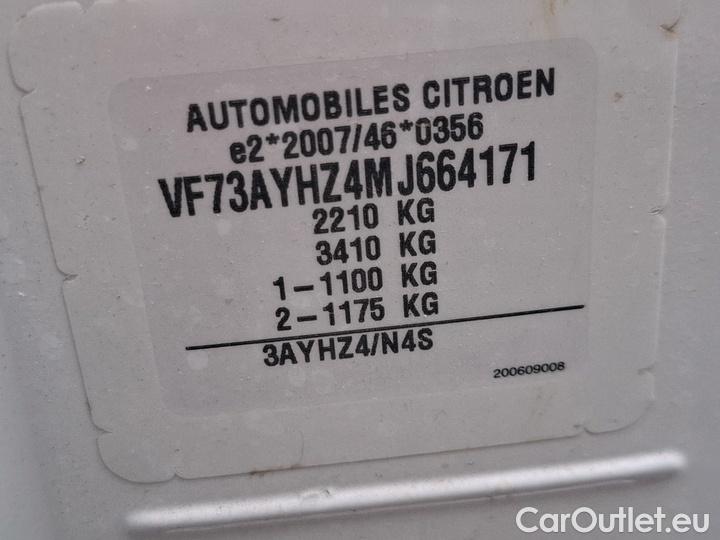 AUTOMOBILES CITROEN
e2*2007/46*0356
VF73AYHZ4MJ664171
2210 KG
3410 KG
1-1100 KG
2-1175 KG
3AYHZ4/N4S
200609008
CarOutlet.eu